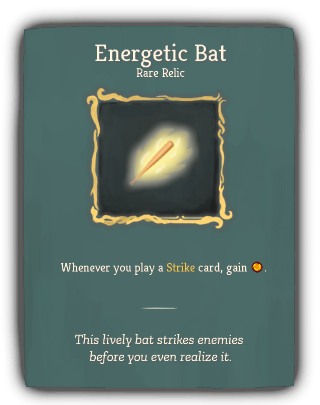 Energetic Bat
Rare Relic
Whenever you play a Strike card, gain .
This lively bat strikes enemies
before you even realize it.